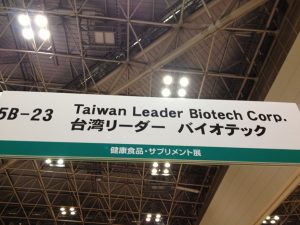 5B-23
Taiwan Leader Biotech Corp.
台湾リーダー バイオテック
健康食品・サプリメント展